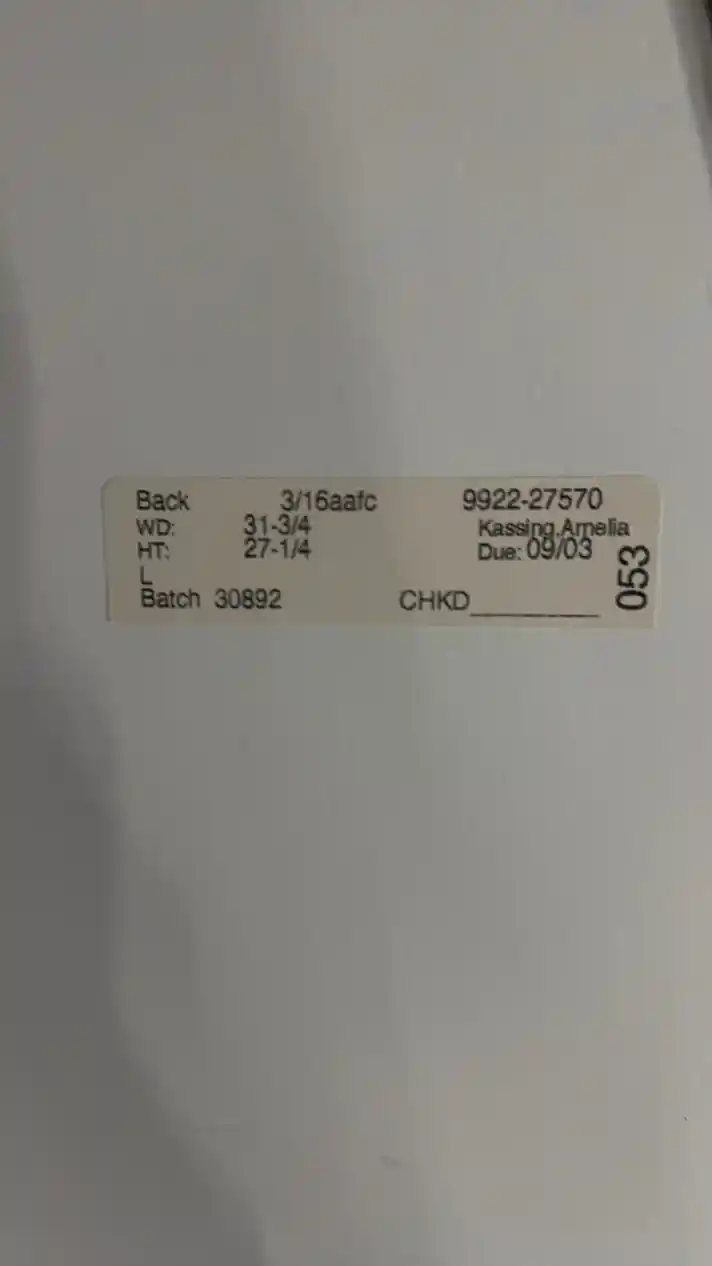 Back 3/16aafc 9922-27570
WD: 31-3/4 Kassing,Amelia
HT: 27-1/4 Due: 09/03
L
Batch 30892 CHKD__________
053